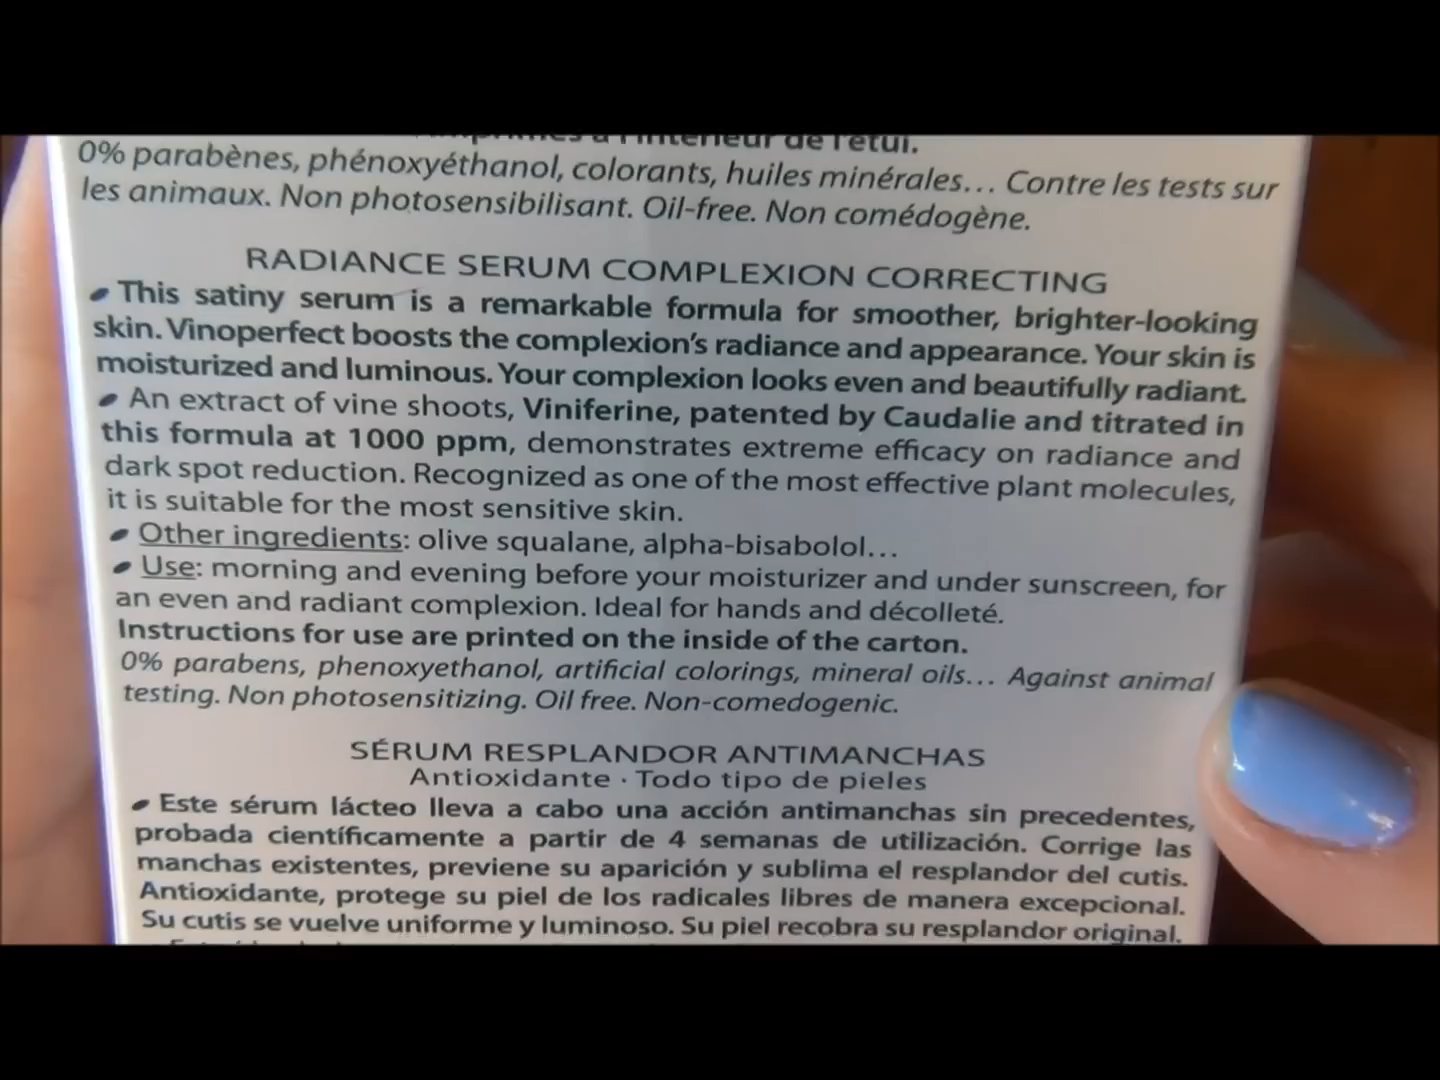 à l'intérieur de l'étui.
0% parabènes, phénoxyéthanol, colorants, huiles minérales... Contre les tests sur
les animaux. Non photosensibilisant. Oil-free. Non comédogène.
RADIANCE SERUM COMPLEXION CORRECTING
This satiny serum is a remarkable formula for smoother, brighter-looking
skin. Vinoperfect boosts the complexion's radiance and appearance. Your skin is
moisturized and luminous. Your complexion looks even and beautifully radiant.
An extract of vine shoots, Viniferine, patented by Caudalie and titrated in
this formula at 1000 ppm, demonstrates extreme efficacy on radiance and
dark spot reduction. Recognized as one of the most effective plant molecules,
it is suitable for the most sensitive skin.
Other ingredients: olive squalane, alpha-bisabolol...
Use: morning and evening before your moisturizer and under sunscreen, for
an even and radiant complexion. Ideal for hands and décolleté.
Instructions for use are printed on the inside of the carton.
0% parabens, phenoxyethanol, artificial colorings, mineral oils... Against animal
testing. Non photosensitizing. Oil free. Non-comedogenic.
SÉRUM RESPLANDOR ANTIMANCHAS
Antioxidante · Todo tipo de pieles
Este sérum lácteo lleva a cabo una acción antimanchas sin precedentes,
probada científicamente a partir de 4 semanas de utilización. Corrige las
manchas existentes, previene su aparición y sublima el resplandor del cutis.
Antioxidante, protege su piel de los radicales libres de manera excepcional.
Su cutis se vuelve uniforme y luminoso. Su piel recobra su resplandor original.